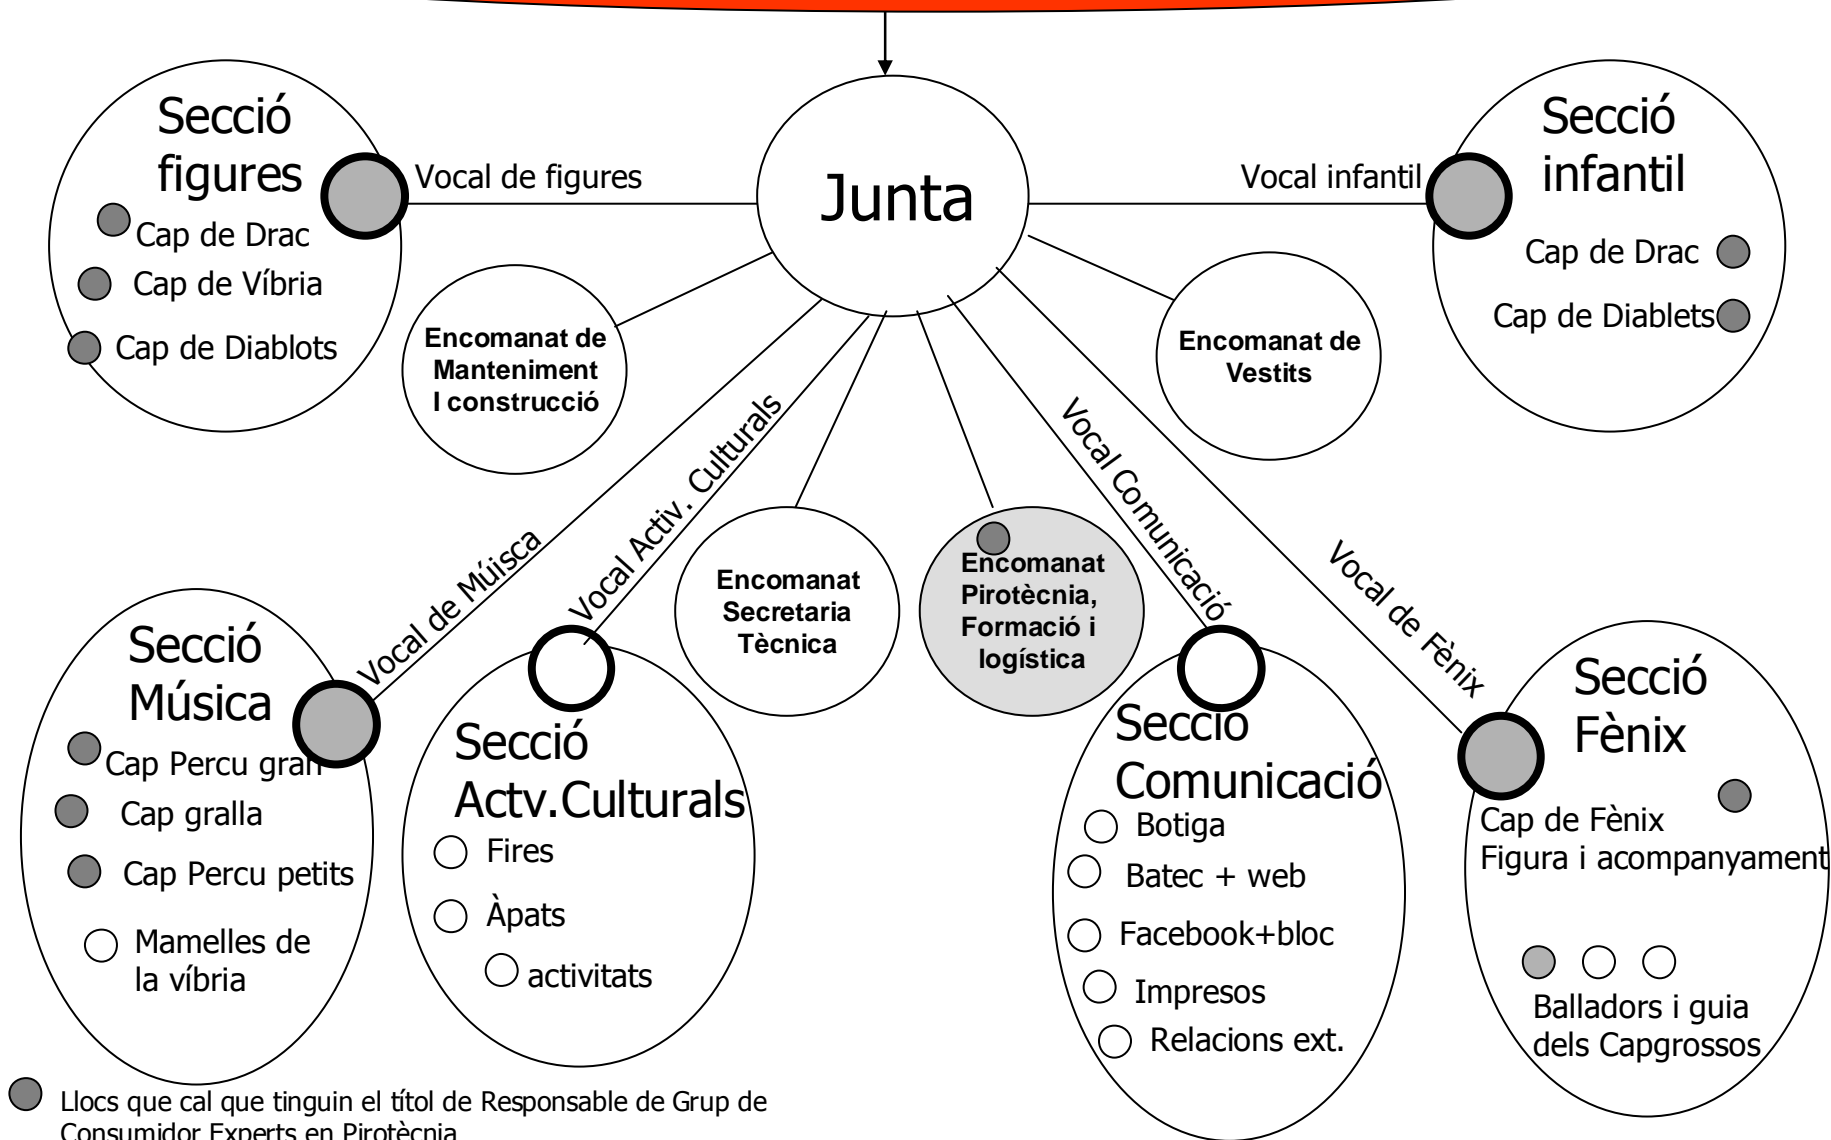 Secció
figures
Cap de Drac
Cap de Víbria
Cap de Diablots
Vocal de figures
Junta
Vocal infantil
Secció
infantil
Cap de Drac
Cap de Diablets
Encomanat de
Manteniment
I construcció
Encomanat de
Vestits
Vocal de Múisca
Vocal Activ. Culturals
Vocal Comunicació
Vocal de Fènix
Encomanat
Secretaria
Tècnica
Encomanat
Pirotècnia,
Formació i
logística
Secció
Música
Cap Percu gran
Cap gralla
Cap Percu petits
Mamelles de
la víbria
Secció
Actv.Culturals
Fires
Àpats
activitats
Secció
Comunicació
Botiga
Batec + web
Facebook+bloc
Impresos
Relacions ext.
Secció
Fènix
Cap de Fènix
Figura i acompanyament
Balladors i guia
dels Capgrossos
Llocs que cal que tinguin el títol de Responsable de Grup de
Consumidor Experts en Pirotècnia